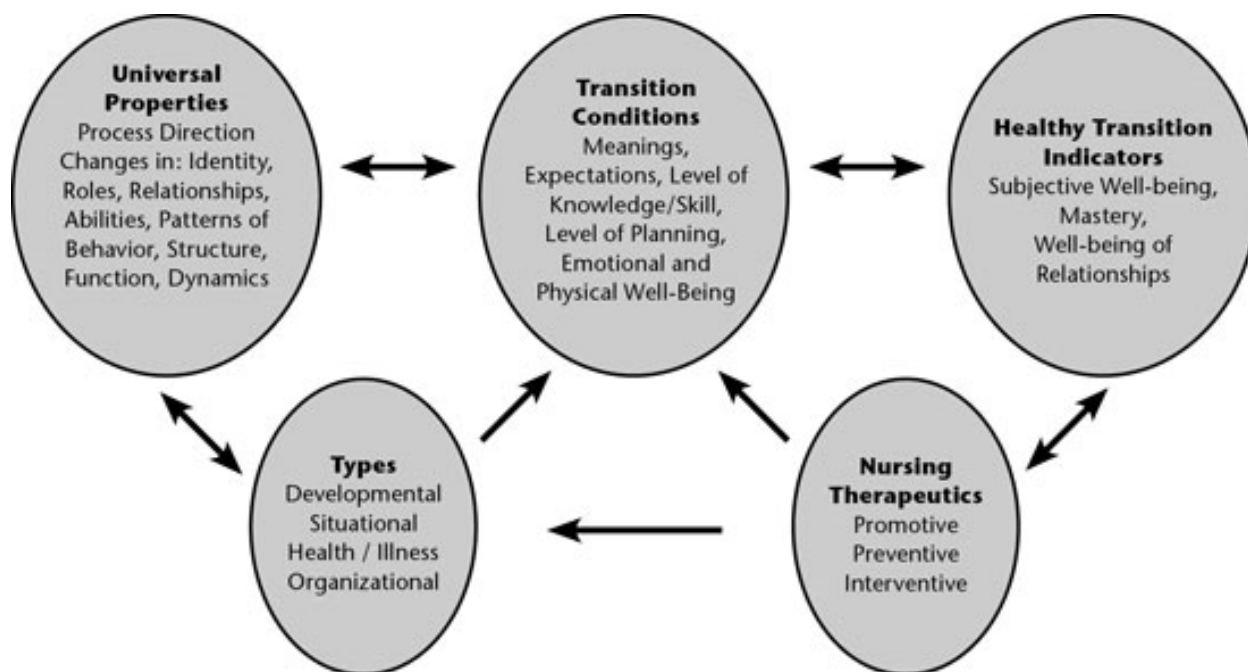 Universal
Properties
Process Direction
Changes in: Identity,
Roles, Relationships,
Abilities, Patterns of
Behavior, Structure,
Function, Dynamics
Transition
Conditions
Meanings,
Expectations, Level of
Knowledge/Skill,
Level of Planning,
Emotional and
Physical Well-Being
Healthy Transition
Indicators
Subjective Well-being,
Mastery,
Well-being of
Relationships
Types
Developmental
Situational
Health / Illness
Organizational
Nursing
Therapeutics
Promotive
Preventive
Interventive